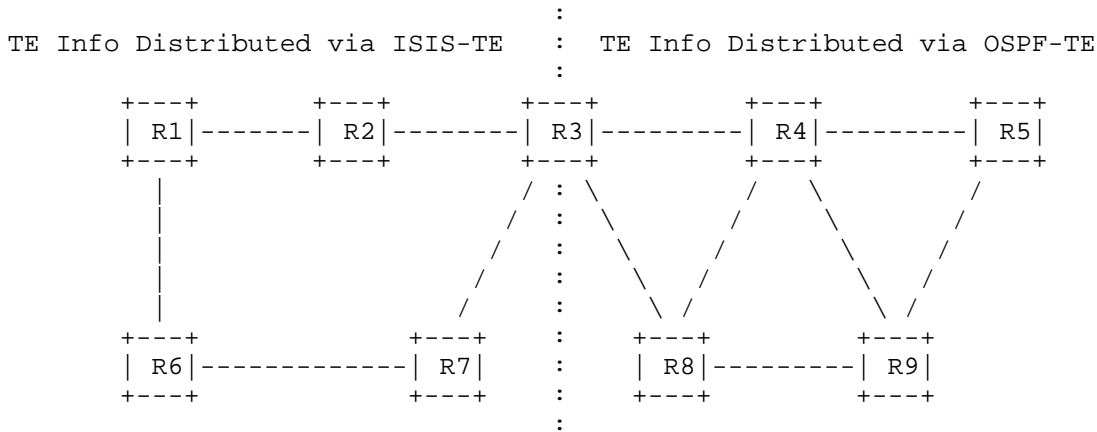 TE Info Distributed via ISIS-TE : TE Info Distributed via OSPF-TE
R1 R2 R3 R4 R5
R6 R7 R8 R9